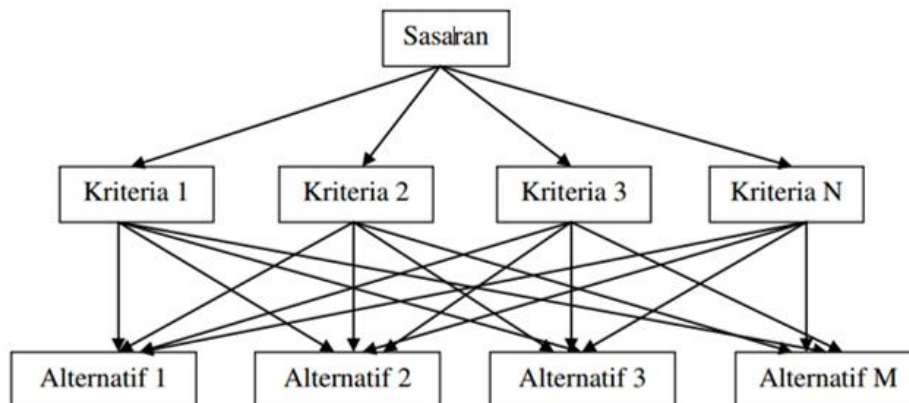 Sasaran
Kriteria 1
Kriteria 2
Kriteria 3
Kriteria N
Alternatif 1
Alternatif 2
Alternatif 3
Alternatif M